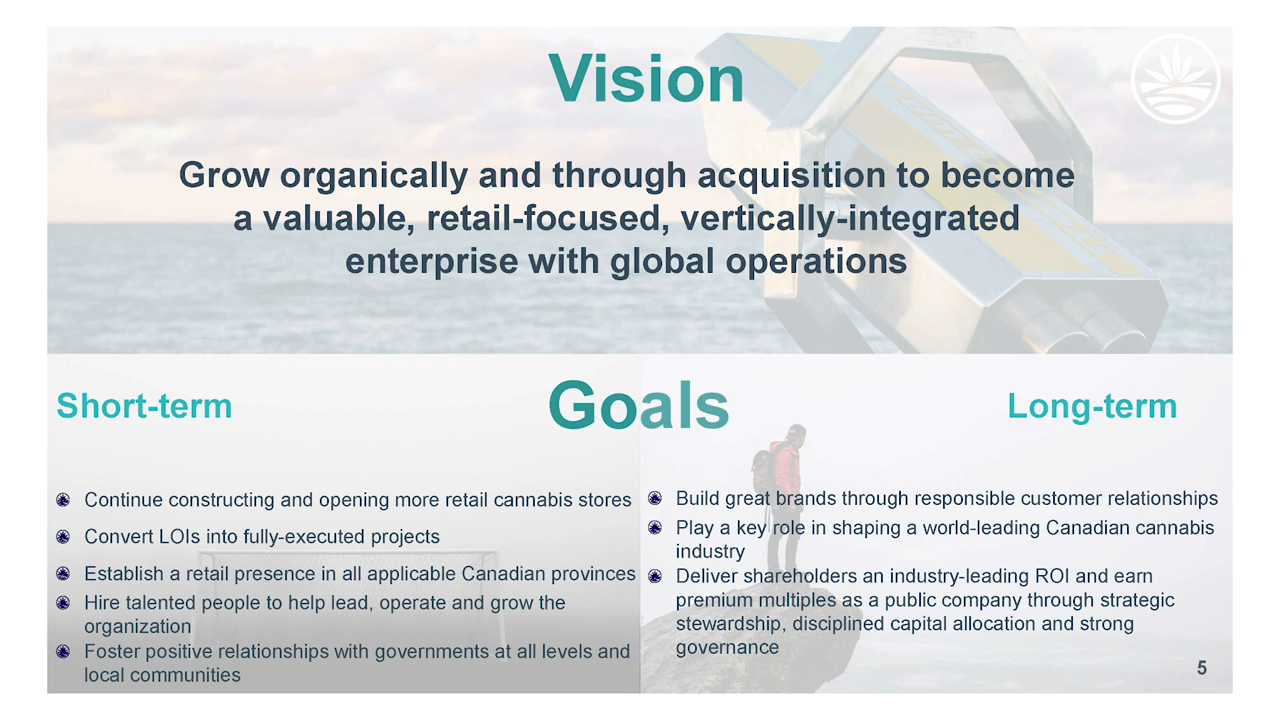 Vision
Grow organically and through acquisition to become
a valuable, retail-focused, vertically-integrated
enterprise with global operations
Goals
Short-term
Continue constructing and opening more retail cannabis stores
Convert LOIs into fully-executed projects
Establish a retail presence in all applicable Canadian provinces
Hire talented people to help lead, operate and grow the
organization
Foster positive relationships with governments at all levels and
local communities
Long-term
Build great brands through responsible customer relationships
Play a key role in shaping a world-leading Canadian cannabis
industry
Deliver shareholders an industry-leading ROI and earn
premium multiples as a public company through strategic
stewardship, disciplined capital allocation and strong
governance
5